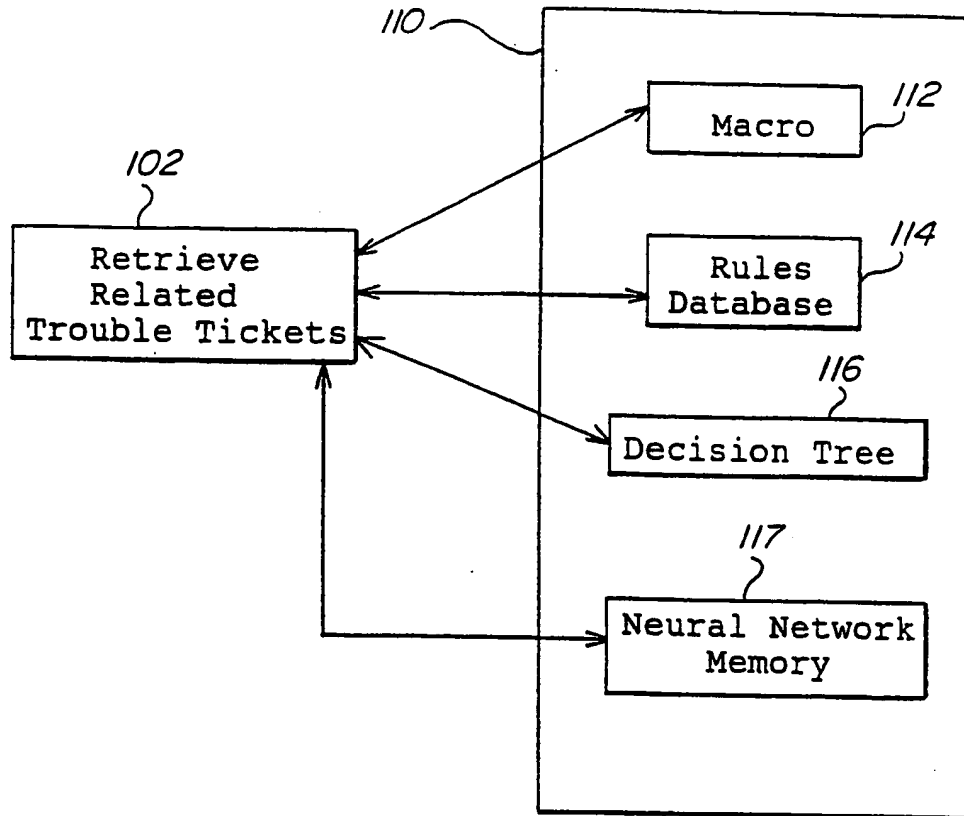 110
112
Macro
102
Retrieve
Related
Trouble Tickets
114
Rules
Database
116
Decision Tree
117
Neural Network
Memory